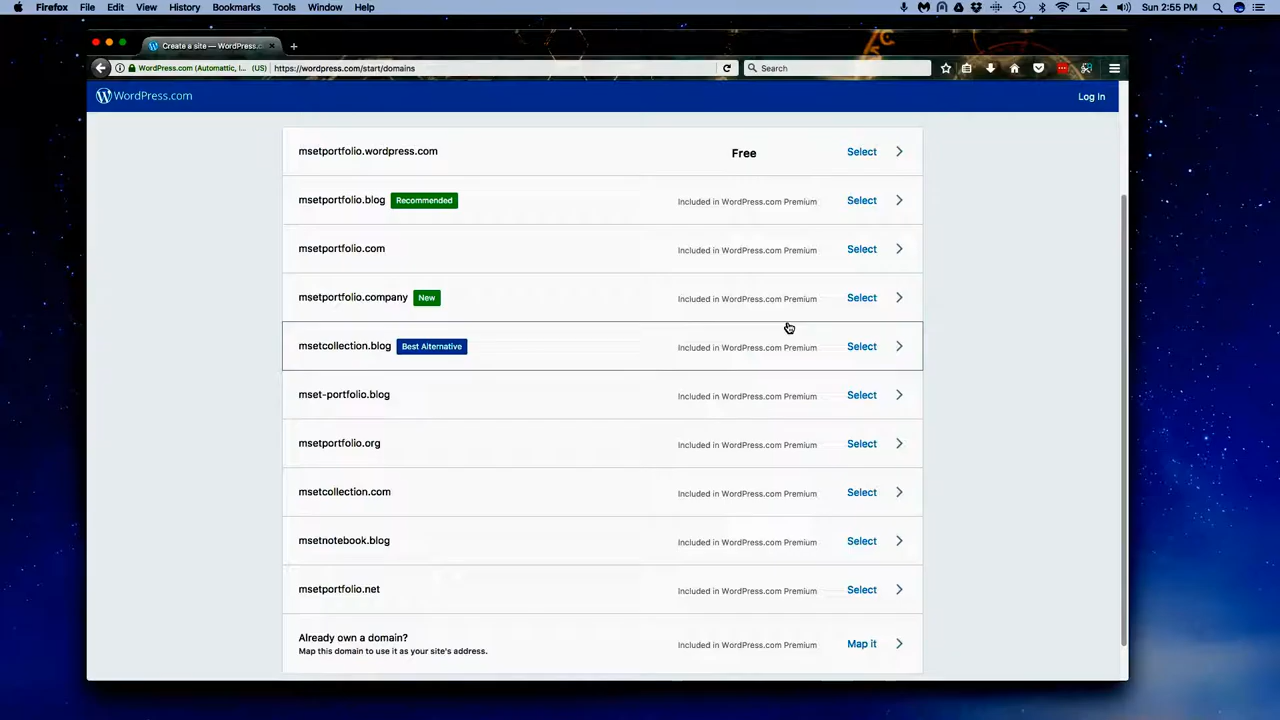 Firefox File Edit View History Bookmarks Tools Window Help Sun 2:55 PM
Create a site — WordPress.c
WordPress.com (Automattic, I... (US) https://wordpress.com/start/domains Search
WordPress.com Log In
msetportfolio.wordpress.com Free Select
msetportfolio.blog Recommended Included in WordPress.com Premium Select
msetportfolio.com Included in WordPress.com Premium Select
msetportfolio.company New Included in WordPress.com Premium Select
msetcollection.blog Best Alternative Included in WordPress.com Premium Select
mset-portfolio.blog Included in WordPress.com Premium Select
msetportfolio.org Included in WordPress.com Premium Select
msetcollection.com Included in WordPress.com Premium Select
msetnotebook.blog Included in WordPress.com Premium Select
msetportfolio.net Included in WordPress.com Premium Select
Already own a domain? Included in WordPress.com Premium Map it
Map this domain to use it as your site's address.